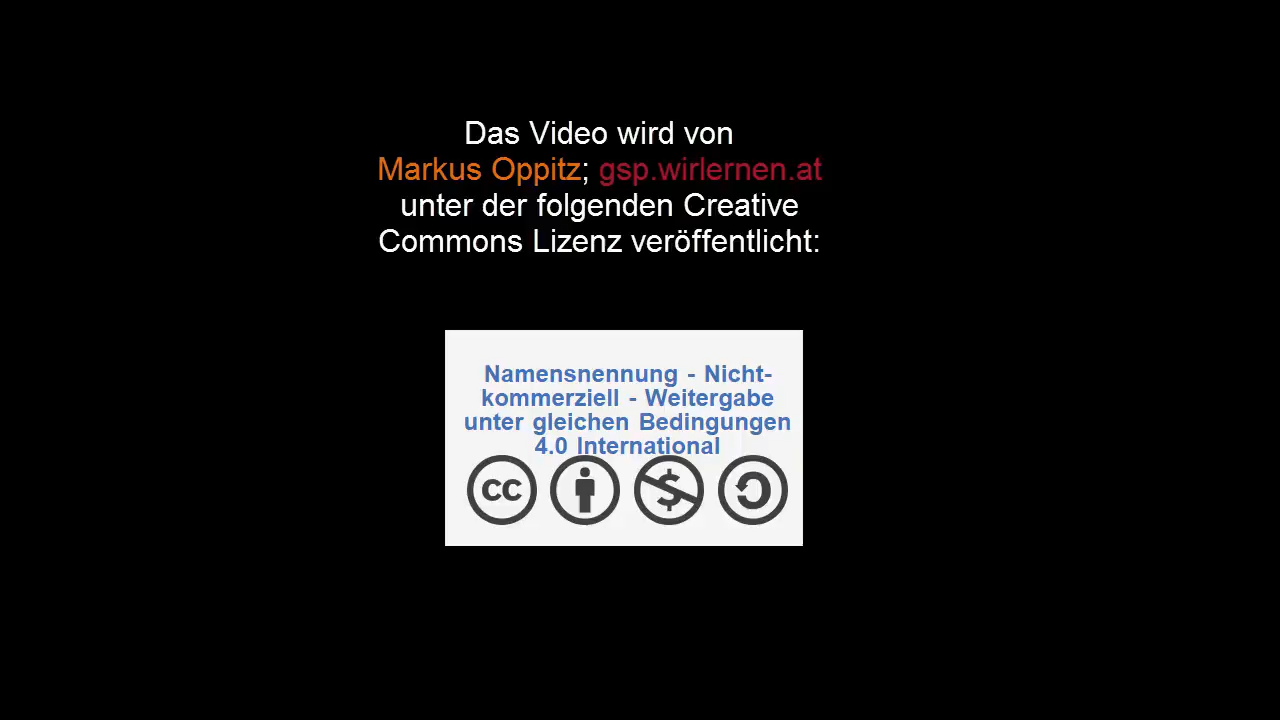 Das Video wird von
Markus Oppitz; gsp.wirlernen.at
unter der folgenden Creative
Commons Lizenz veröffentlicht:
Namensnennung - Nicht-
kommerziell - Weitergabe
unter gleichen Bedingungen
4.0 International
cc